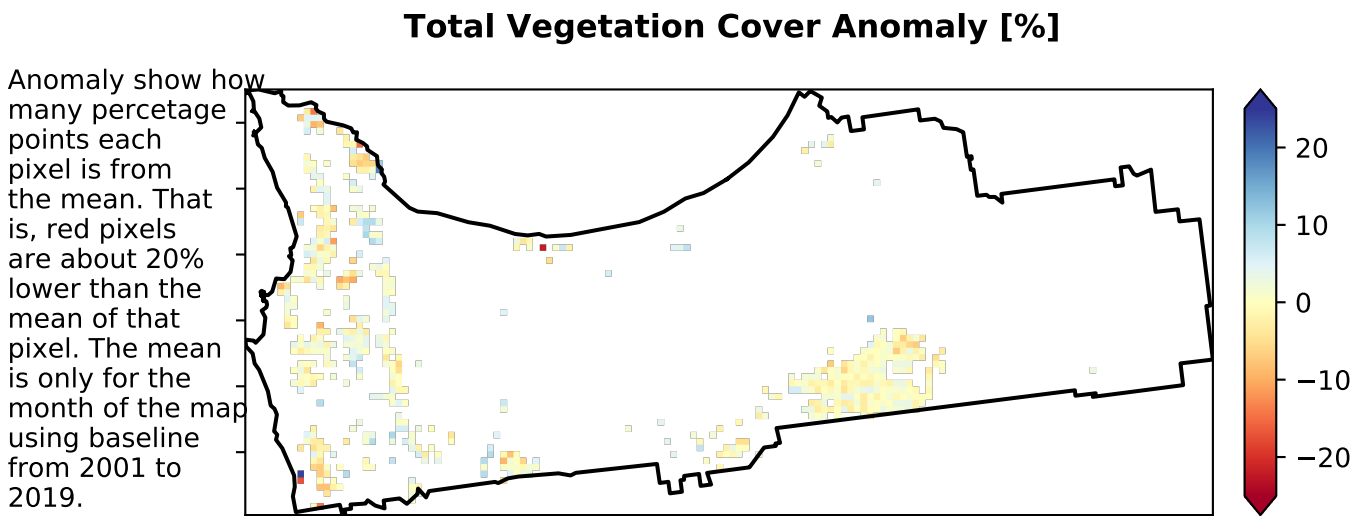 Total Vegetation Cover Anomaly [%]
Anomaly show how
many percetage
points each
pixel is from
the mean. That
is, red pixels
are about 20%
lower than the
mean of that
pixel. The mean
is only for the
month of the map
using baseline
from 2001 to
2019.
20
10
0
−10
−20